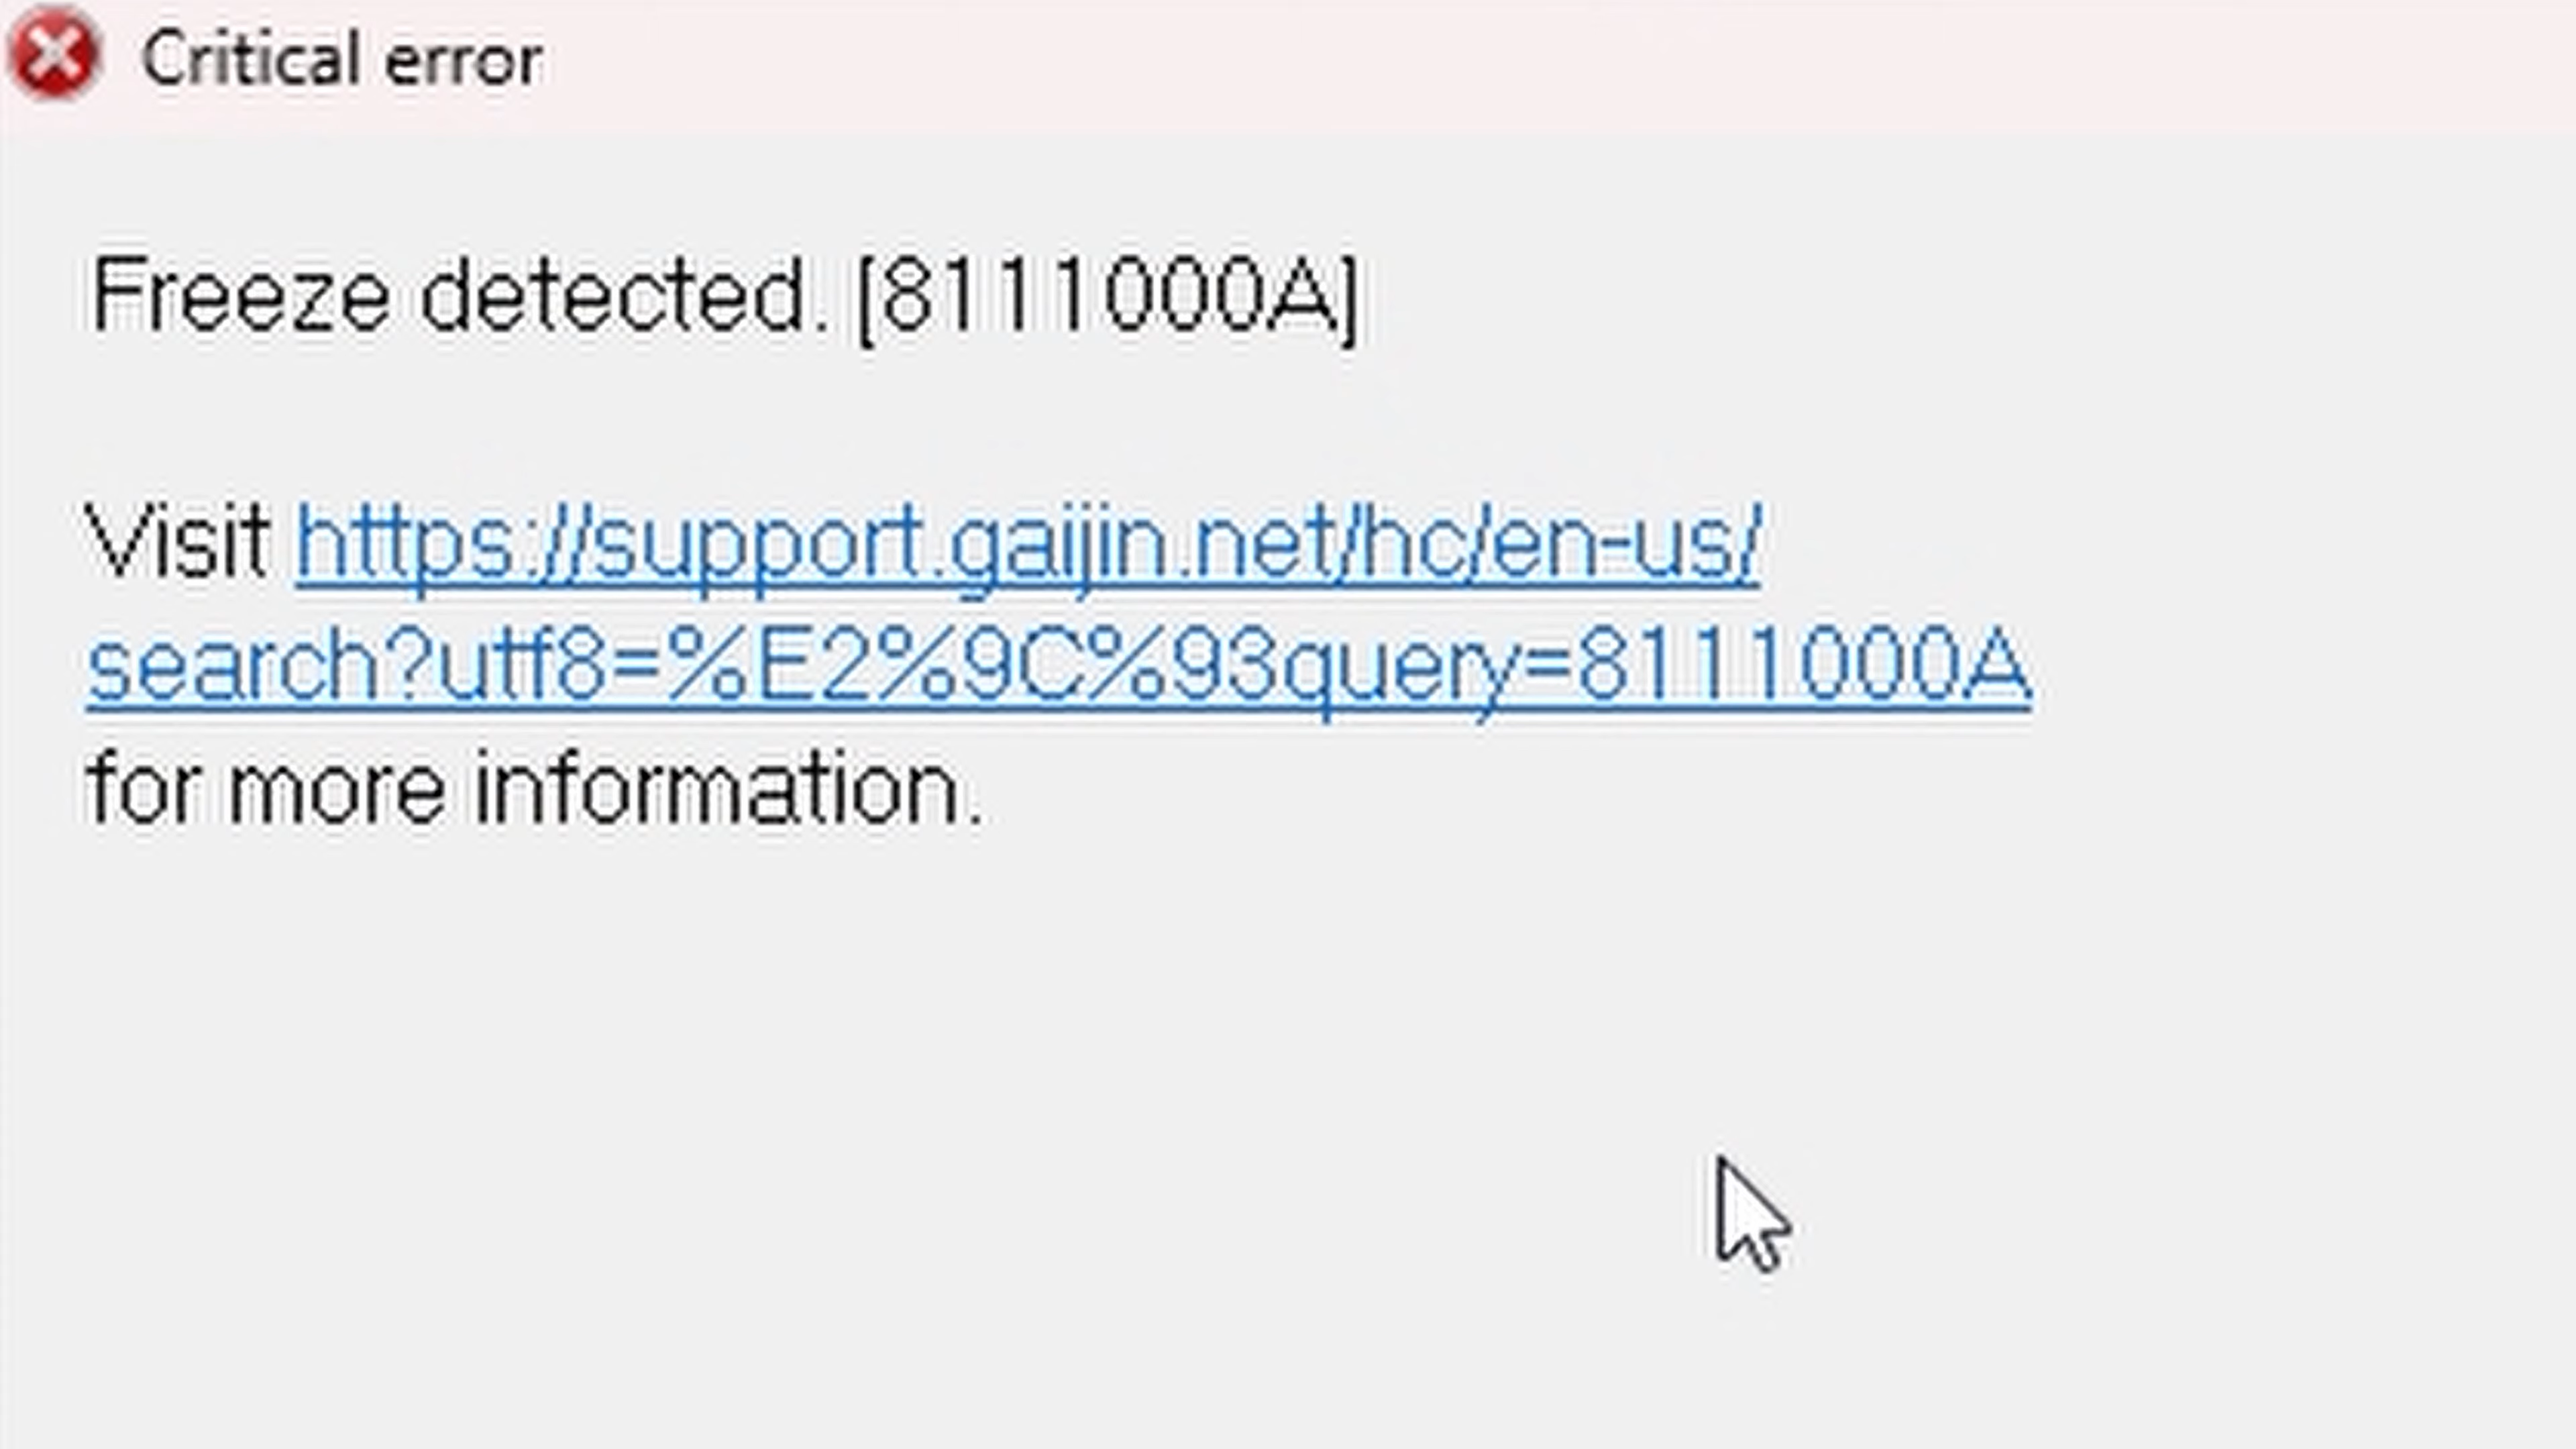 Critical error
Freeze detected. [8111000A]
Visit https://support.gaijin.net/hc/en-us/
search?utf8=%E2%9C%93query=8111000A
for more information.